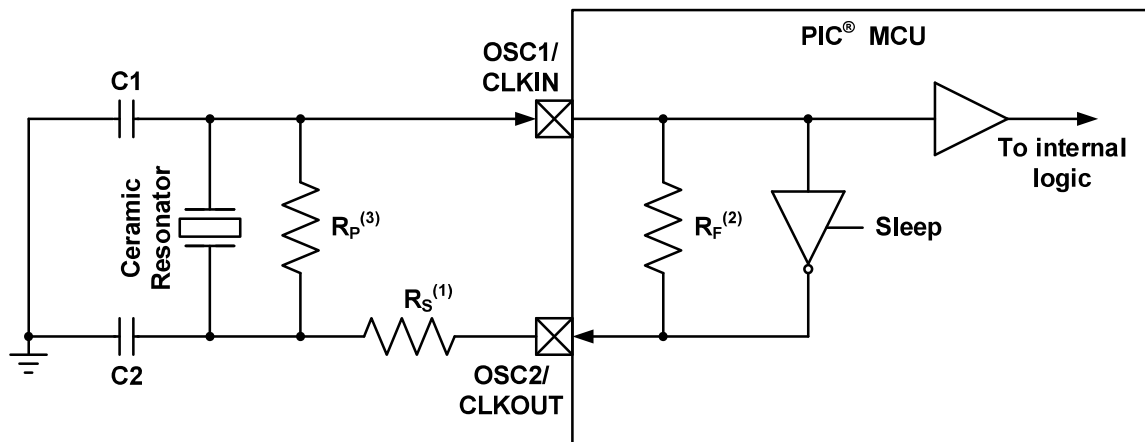 PIC® MCU
OSC1/
CLKIN
C1
To internal
logic
Ceramic
Resonator
RP(3)
RF(2)
Sleep
RS(1)
C2
OSC2/
CLKOUT